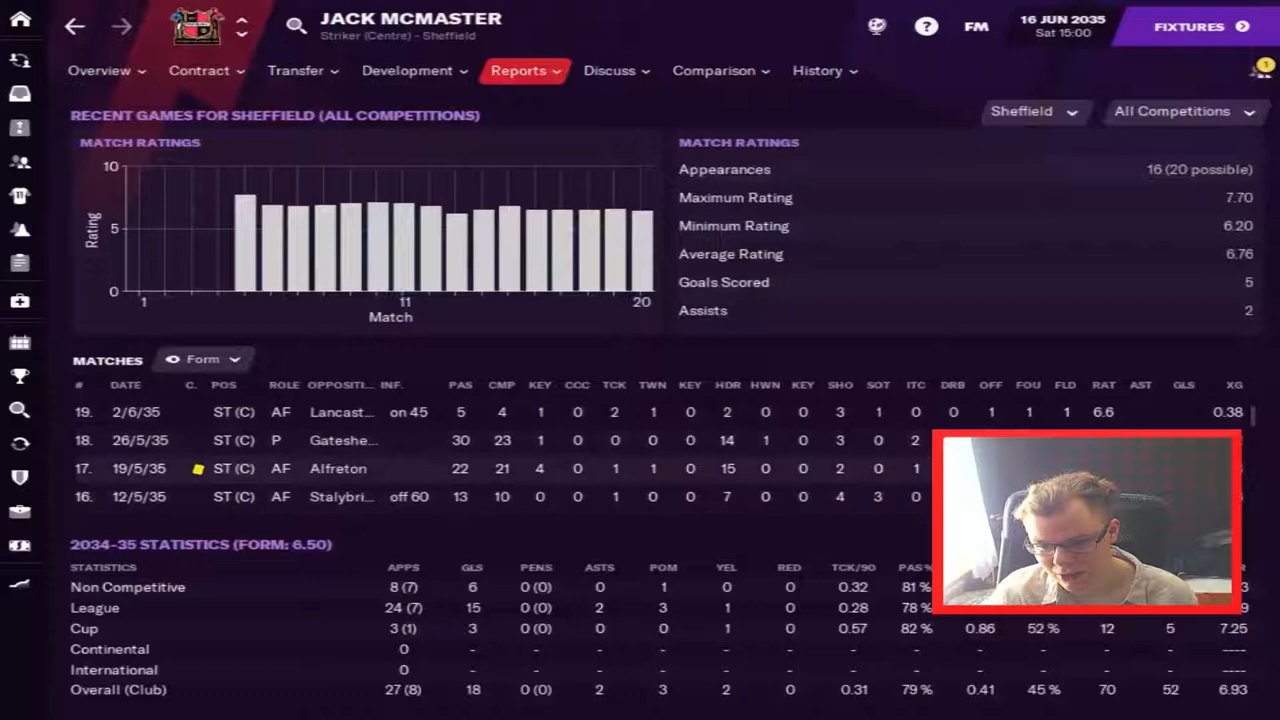 JACK MCMASTER
Striker (Centre) - Sheffield
FM
16 JUN 2035
Sat 15:00
FIXTURES
Overview
Contract
Transfer
Development
Reports
Discuss
Comparison
History
1
RECENT GAMES FOR SHEFFIELD (ALL COMPETITIONS)
Sheffield
All Competitions
MATCH RATINGS
10
5
0
Rating
1
11
20
Match
MATCH RATINGS
Appearances 16 (20 possible)
Maximum Rating 7.70
Minimum Rating 6.20
Average Rating 6.76
Goals Scored 5
Assists 2
MATCHES Form
# DATE C. POS ROLE OPPOSITI... INF. PAS CMP KEY CCC TCK TWN KEY HDR HWN KEY SHO SOT ITC DRB OFF FOU FLD RAT AST GLS XG
19. 2/6/35 ST (C) AF Lancast... on 45 5 4 1 0 2 1 0 2 0 0 3 1 0 0 1 1 1 6.6 0.38
18. 26/5/35 ST (C) P Gateshe... 30 23 1 0 0 0 0 14 1 0 3 0 2
17. 19/5/35 ST (C) AF Alfreton 22 21 4 0 1 1 0 15 0 0 2 0 1
16. 12/5/35 ST (C) AF Stalybri... off 60 13 10 0 0 1 0 0 7 0 0 4 3 0
2034-35 STATISTICS (FORM: 6.50)
STATISTICS APPS GLS PENS ASTS POM YEL RED TCK/90 PAS%
Non Competitive 8 (7) 6 0 (0) 0 1 0 0 0.32 81 % 3
League 24 (7) 15 0 (0) 2 3 1 0 0.28 78 % 9
Cup 3 (1) 3 0 (0) 0 0 1 0 0.57 82 % 0.86 52 % 12 5 7.25
Continental 0 - - - - - - - - - - - - ----
International 0 - - - - - - - - - - - - ----
Overall (Club) 27 (8) 18 0 (0) 2 3 2 0 0.31 79 % 0.41 45 % 70 52 6.93